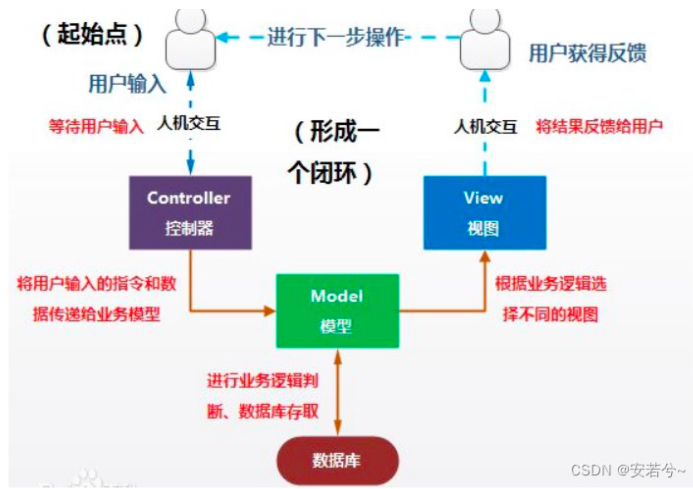 （起始点）
进行下一步操作
用户获得反馈
用户输入
等待用户输入
人机交互
（形成一
个闭环）
人机交互
将结果反馈给用户
Controller
控制器
View
视图
将用户输入的指令和数
据传递给业务模型
Model
模型
根据业务逻辑选
择不同的视图
进行业务逻辑判
断、数据库存取
数据库
CSDN @安若兮~